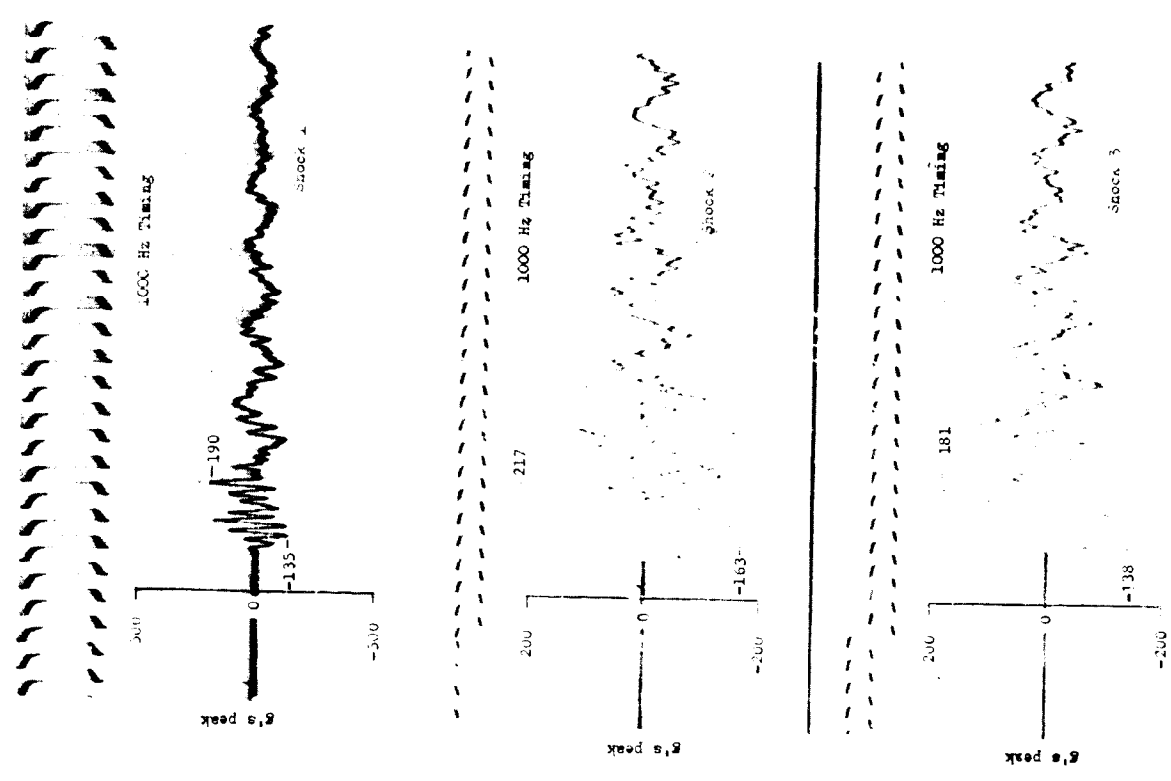 1000 Hz Timing
190
500
0
-135
-500
g's peak
Shock 1
1000 Hz Timing
217
200
0
-163
-200
g's peak
Shock 2
1000 Hz Timing
181
200
0
-138
-200
g's peak
Shock 3